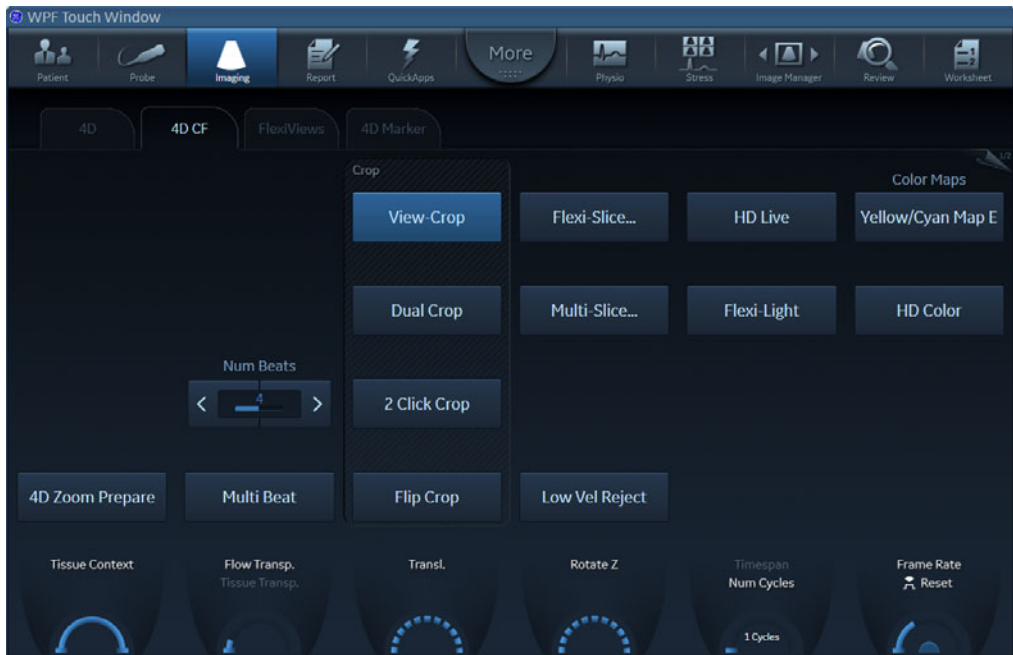 WPF Touch Window
Patient
Probe
Imaging
Report
QuickApps
More
Physio
Stress
Image Manager
Review
Worksheet
4D
4D CF
FlexiViews
4D Marker
1/2
Crop
Color Maps
View-Crop
Flexi-Slice...
HD Live
Yellow/Cyan Map E
Dual Crop
Multi-Slice...
Flexi-Light
HD Color
Num Beats
4
2 Click Crop
4D Zoom Prepare
Multi Beat
Flip Crop
Low Vel Reject
Tissue Context
Flow Transp.
Tissue Transp.
Transl.
Rotate Z
Timespan
Num Cycles
1 Cycles
Frame Rate
Reset